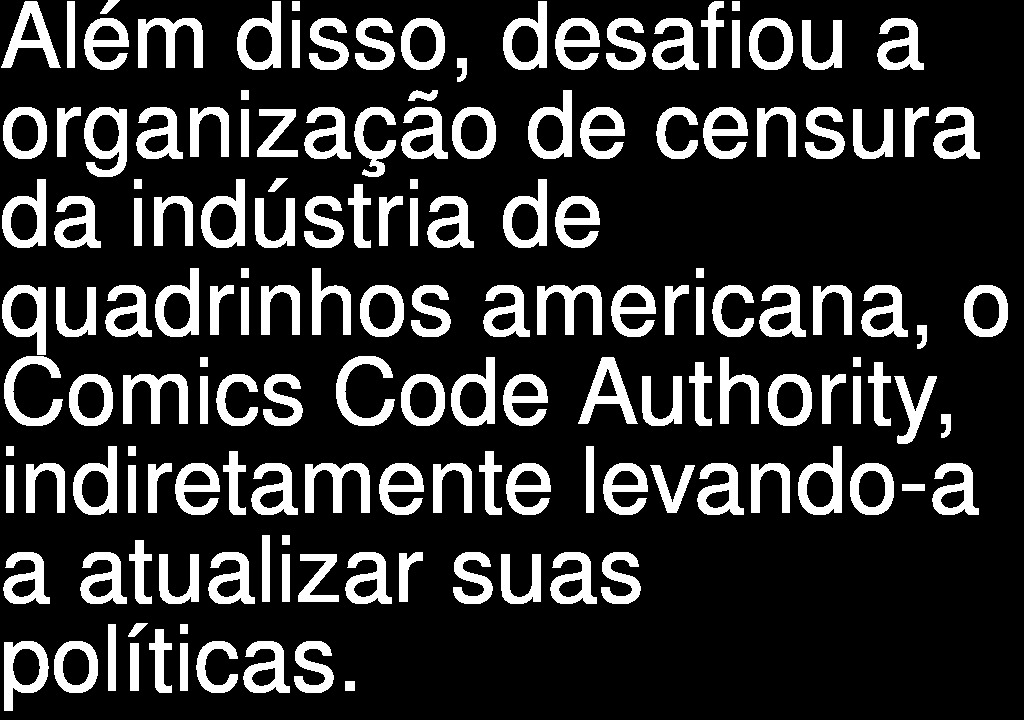 Além disso, desafiou a
organização de censura
da indústria de
quadrinhos americana, o
Comics Code Authority,
indiretamente levando-a
a atualizar suas
políticas.